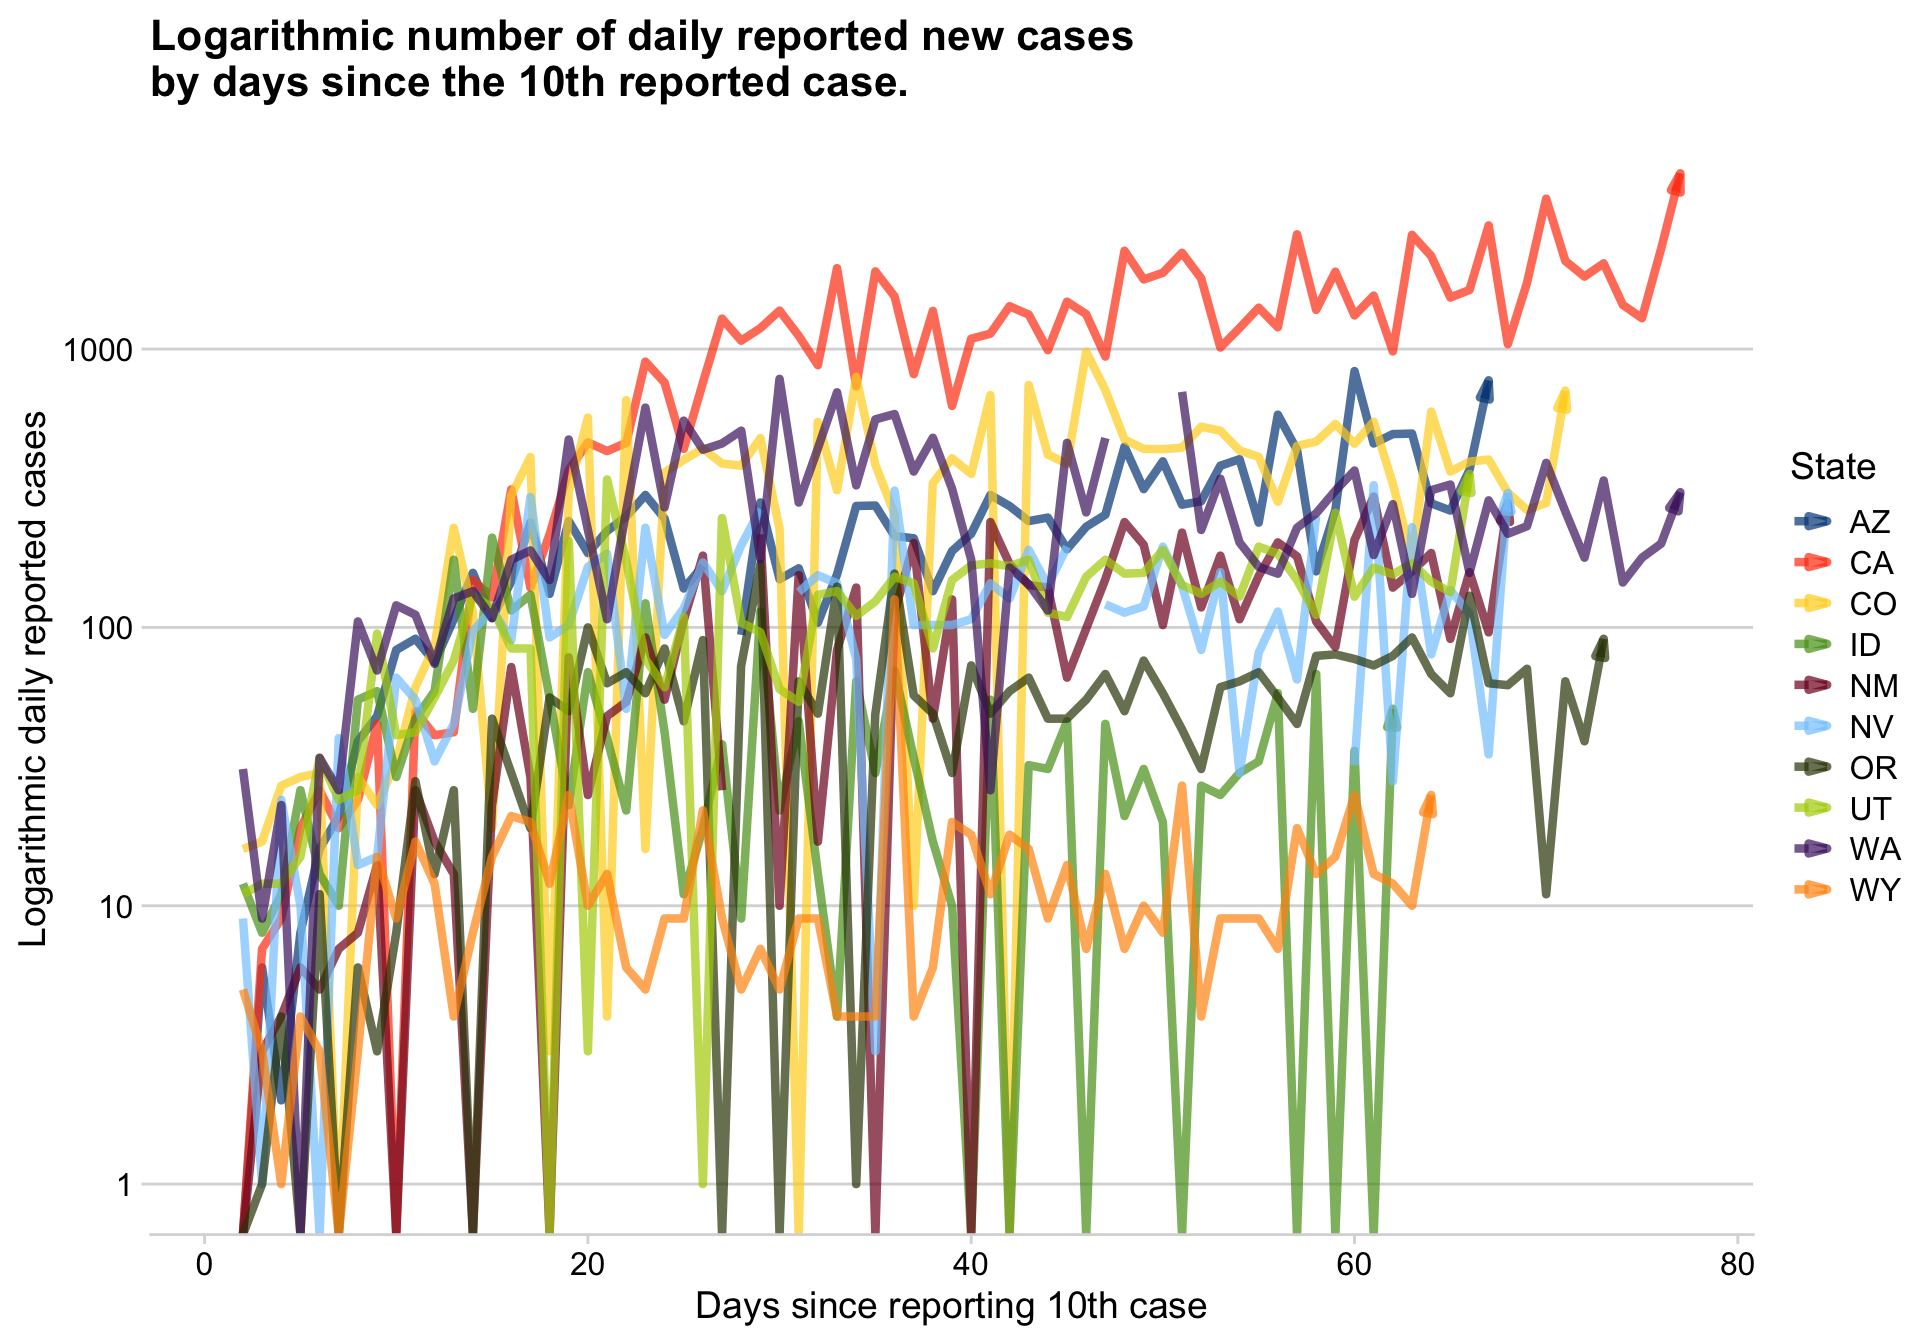 Logarithmic number of daily reported new cases
by days since the 10th reported case.
Logarithmic daily reported cases
1000
100
10
1
0
20
40
60
80
Days since reporting 10th case
State
AZ
CA
CO
ID
NM
NV
OR
UT
WA
WY